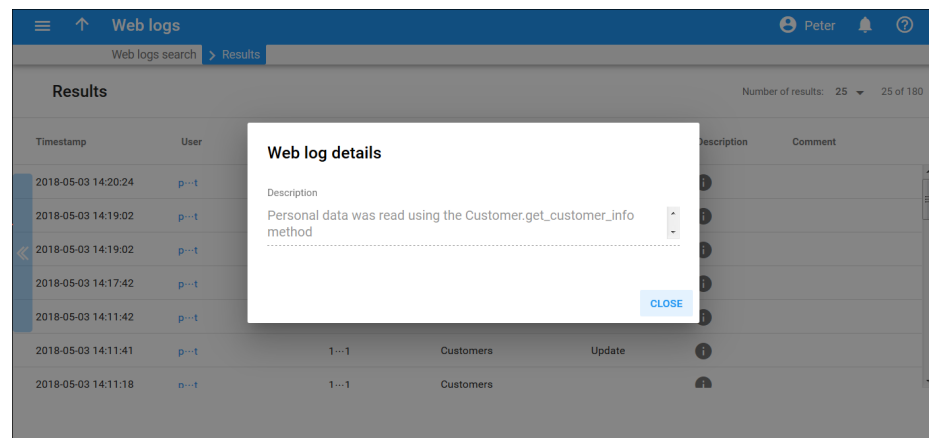 Web logs
Peter
Web logs search
Results
Results
Number of results: 25
25 of 180
Timestamp
User
Description
Comment
Web log details
Description
Personal data was read using the Customer.get_customer_info
method
CLOSE
2018-05-03 14:20:24
p···t
2018-05-03 14:19:02
p···t
2018-05-03 14:19:02
p···t
2018-05-03 14:17:42
p···t
2018-05-03 14:11:42
p···t
2018-05-03 14:11:41
p···t
1···1
Customers
Update
2018-05-03 14:11:18
p···t
1···1
Customers